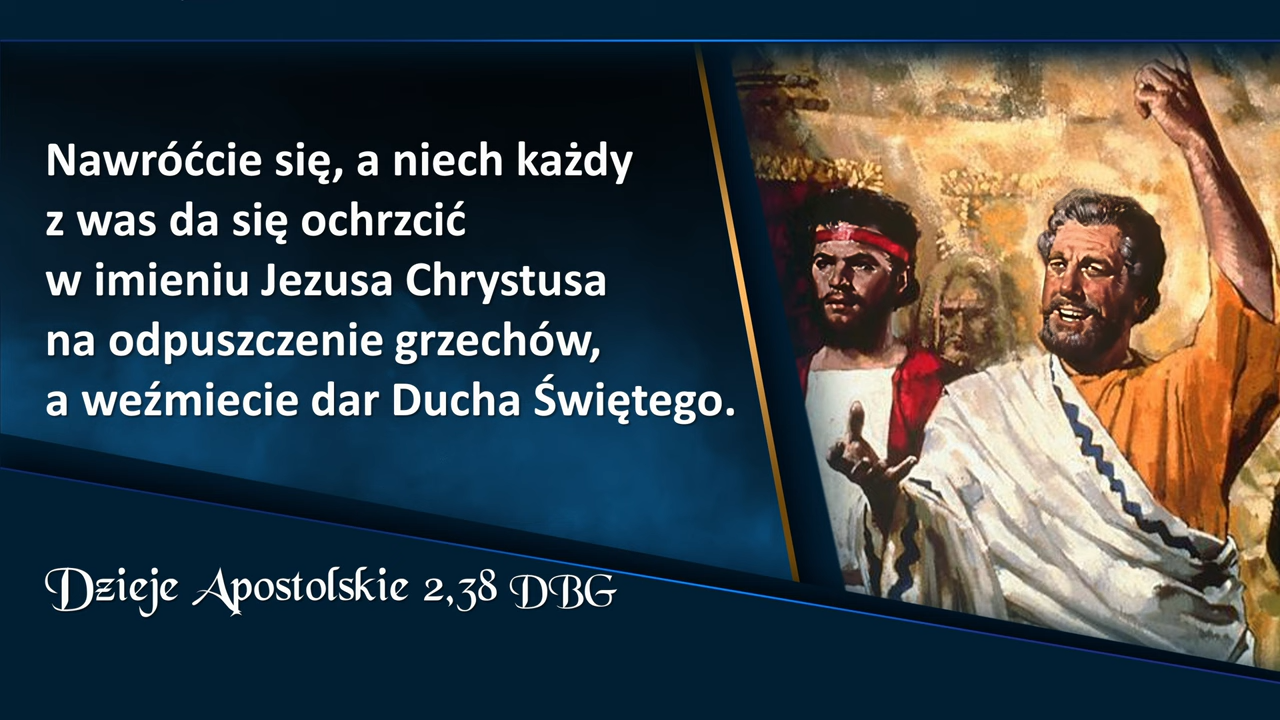 Nawróćcie się, a niech każdy
z was da się ochrzcić
w imieniu Jezusa Chrystusa
na odpuszczenie grzechów,
a weźmiecie dar Ducha Świętego.
Dzieje Apostolskie 2,38 DBG